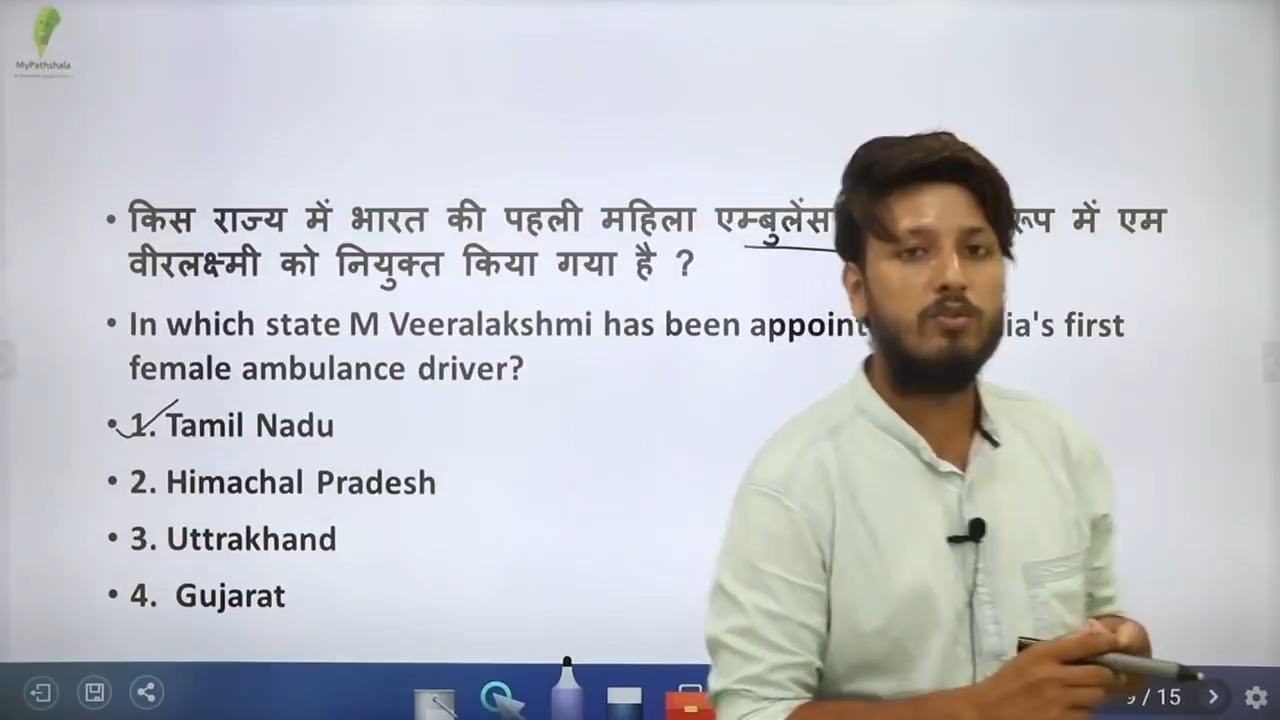 MyPathshala
• किस राज्य में भारत की पहली महिला एम्बुलेंस रूप में एम
वीरलक्ष्मी को नियुक्त किया गया है ?
• In which state M Veeralakshmi has been appoint ia's first
female ambulance driver?
• 1. Tamil Nadu
• 2. Himachal Pradesh
• 3. Uttrakhand
• 4. Gujarat
9 / 15